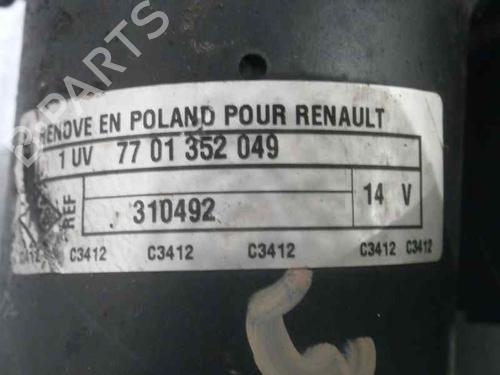 RENOVE EN POLAND POUR RENAULT
1 UV 77 01 352 049
REF 310492 14 V
C3412 C3412 C3412 C3412 C3412
B-PARTS